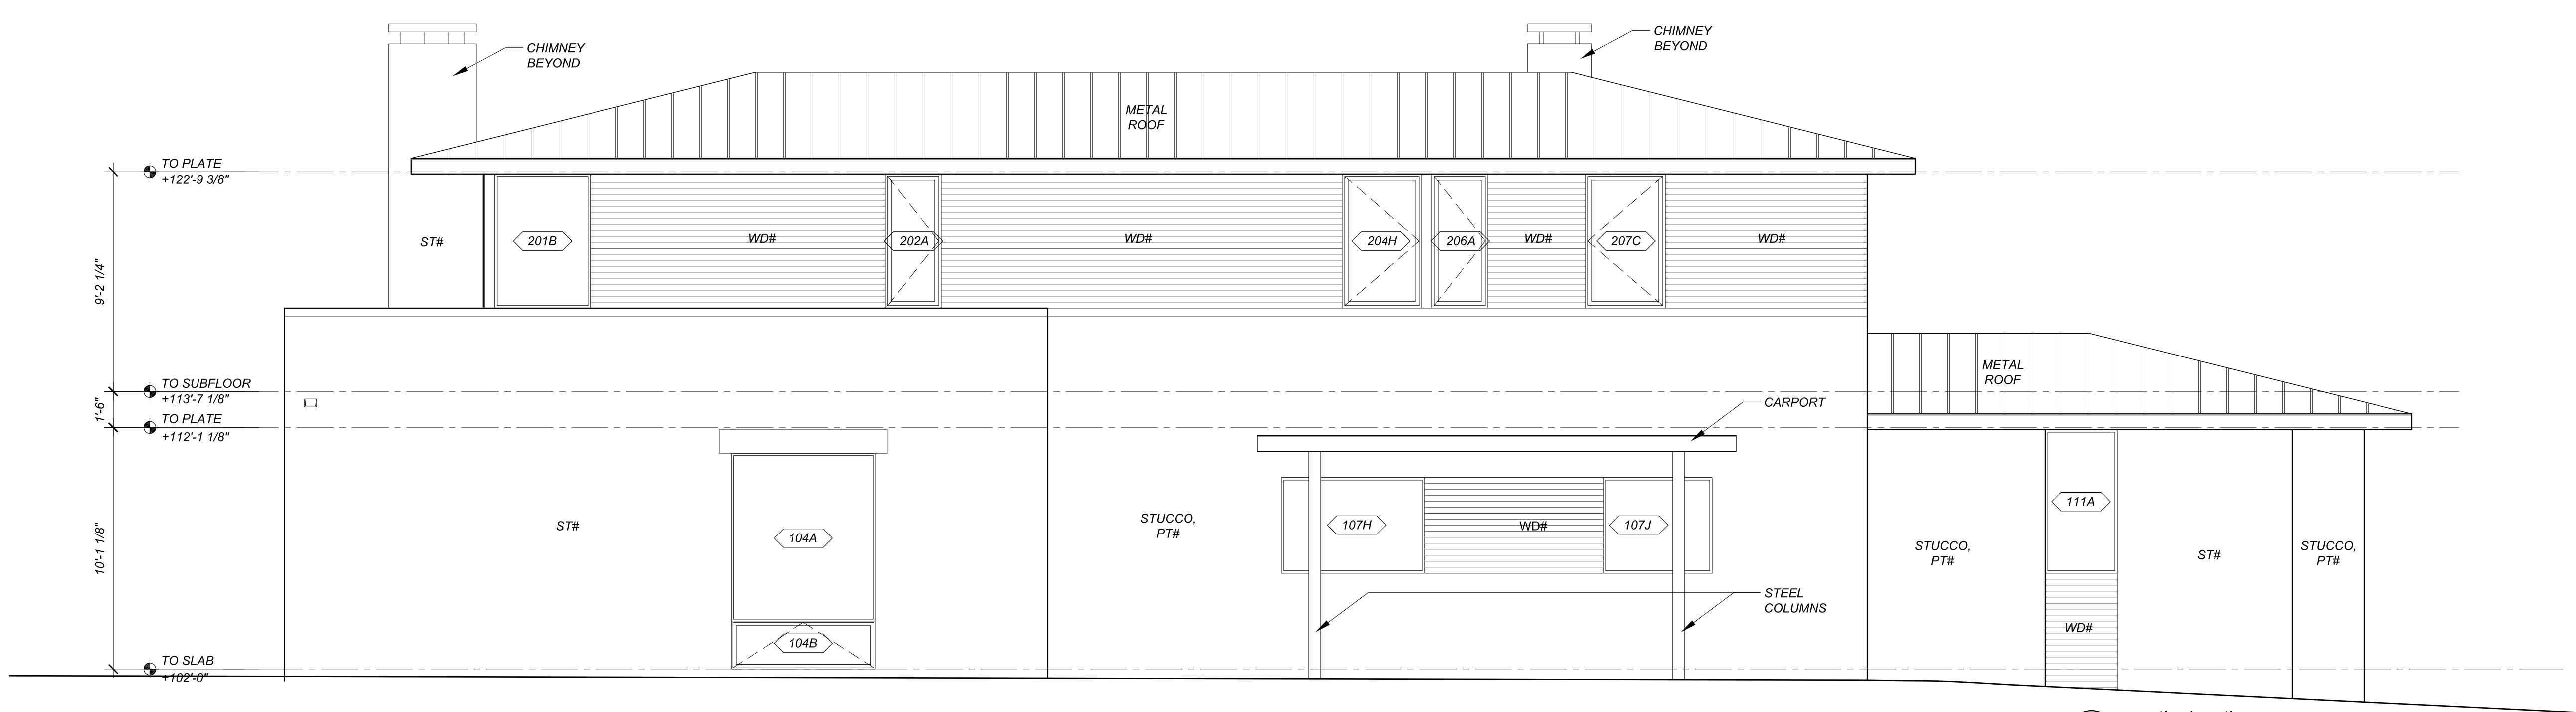 CHIMNEY
BEYOND
CHIMNEY
BEYOND
METAL
ROOF
TO PLATE
+122'-9 3/8"
9'-2 1/4"
ST#
201B
WD#
202A
WD#
204H
206A
WD#
207C
WD#
METAL
ROOF
TO SUBFLOOR
+113'-7 1/8"
1'-6"
TO PLATE
+112'-1 1/8"
CARPORT
10'-1 1/8"
ST#
104A
104B
STUCCO,
PT#
107H
WD#
107J
STEEL
COLUMNS
STUCCO,
PT#
111A
WD#
ST#
STUCCO,
PT#
TO SLAB
+102'-0"